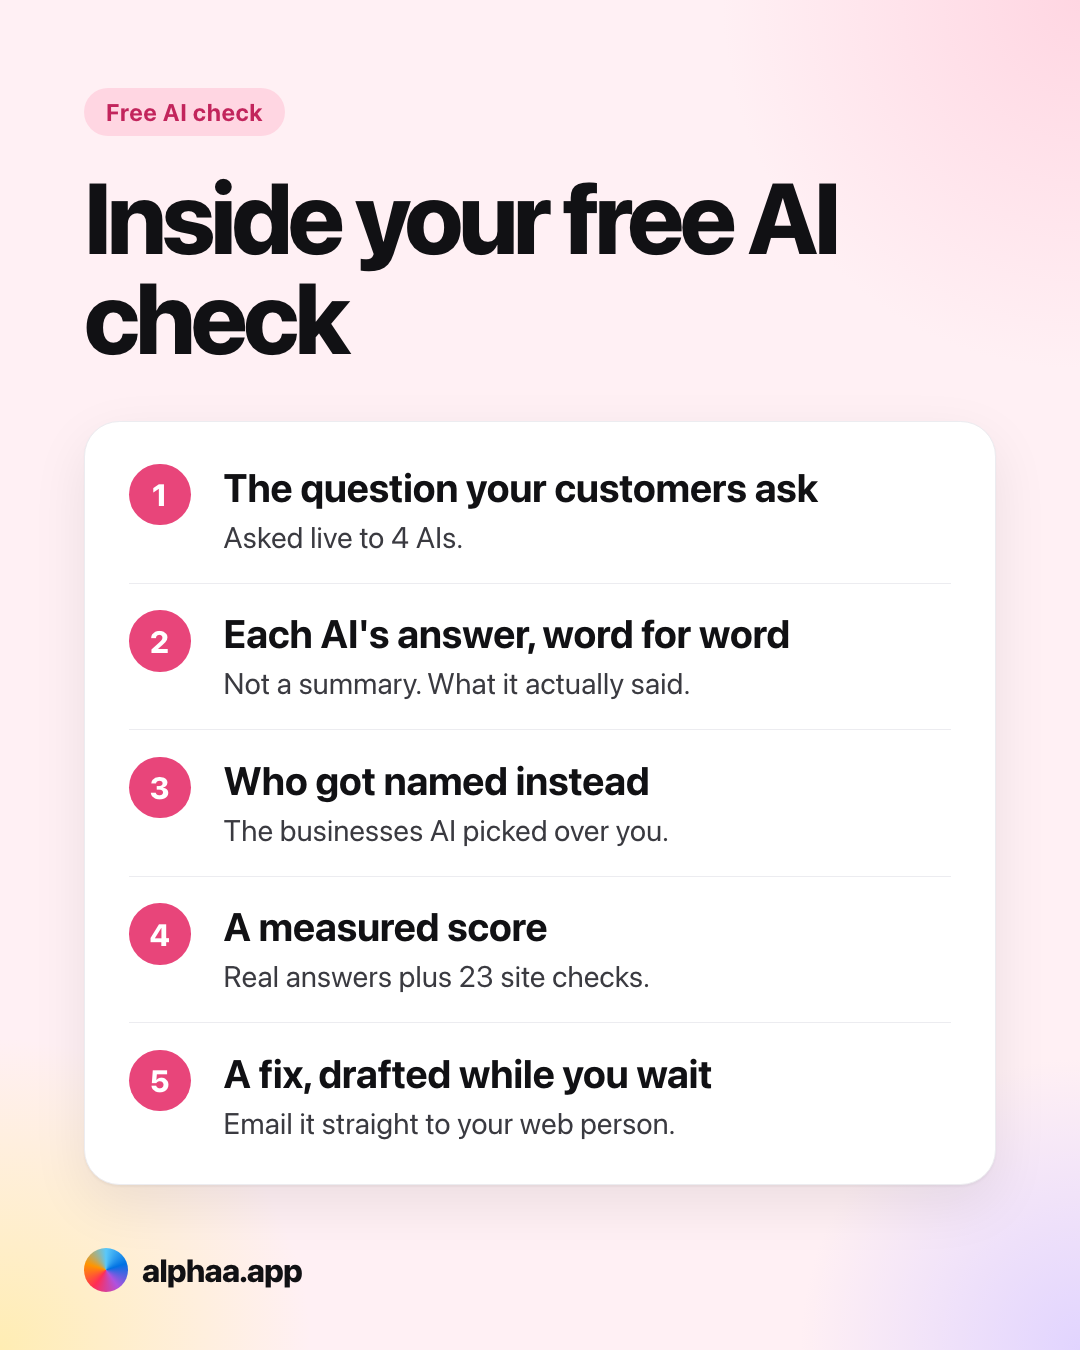 Free AI check
Inside your free AI
check
1
The question your customers ask
Asked live to 4 AIs.
2
Each AI's answer, word for word
Not a summary. What it actually said.
3
Who got named instead
The businesses AI picked over you.
4
A measured score
Real answers plus 23 site checks.
5
A fix, drafted while you wait
Email it straight to your web person.
alphaa.app